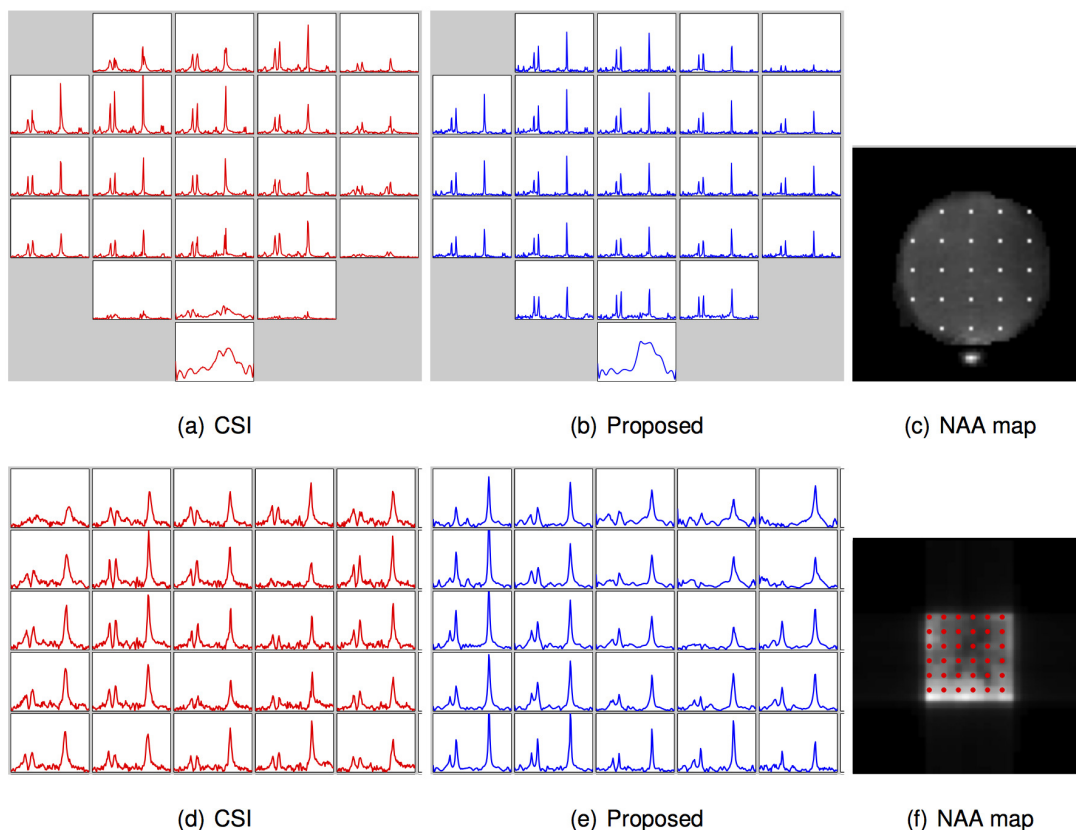 (a) CSI
(b) Proposed
(c) NAA map
(d) CSI
(e) Proposed
(f) NAA map